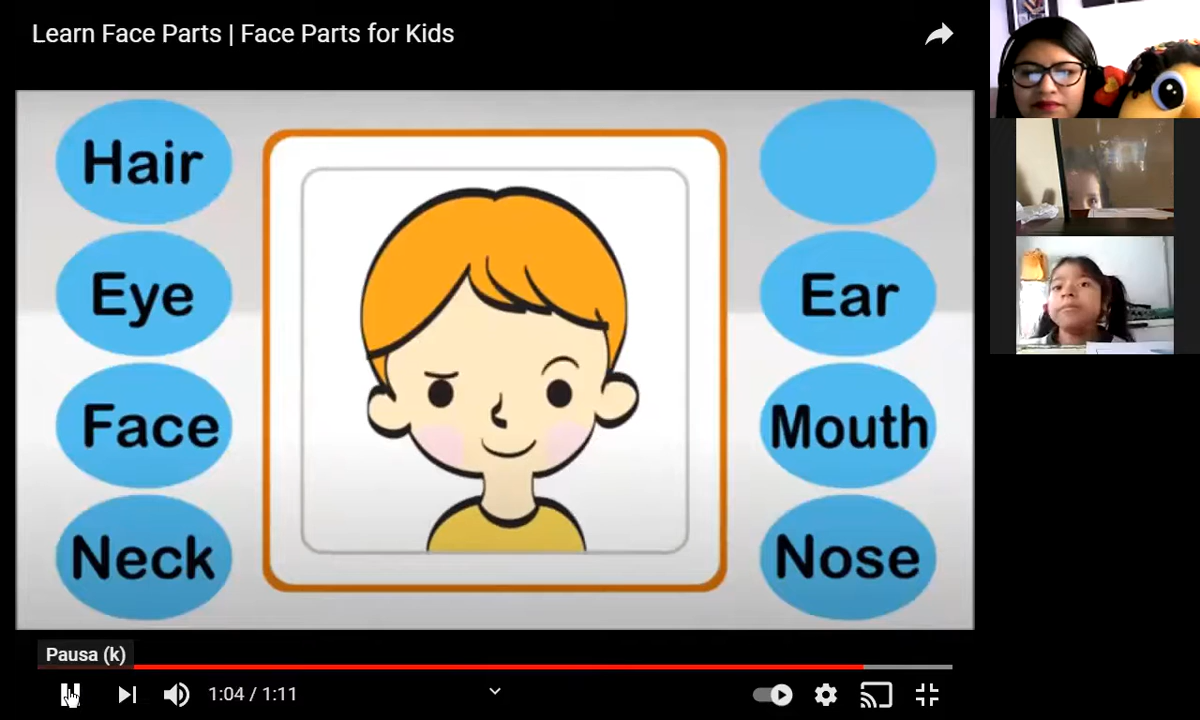 Learn Face Parts | Face Parts for Kids
Hair
Eye
Face
Neck
Ear
Mouth
Nose
Pausa (k)
1:04 / 1:11